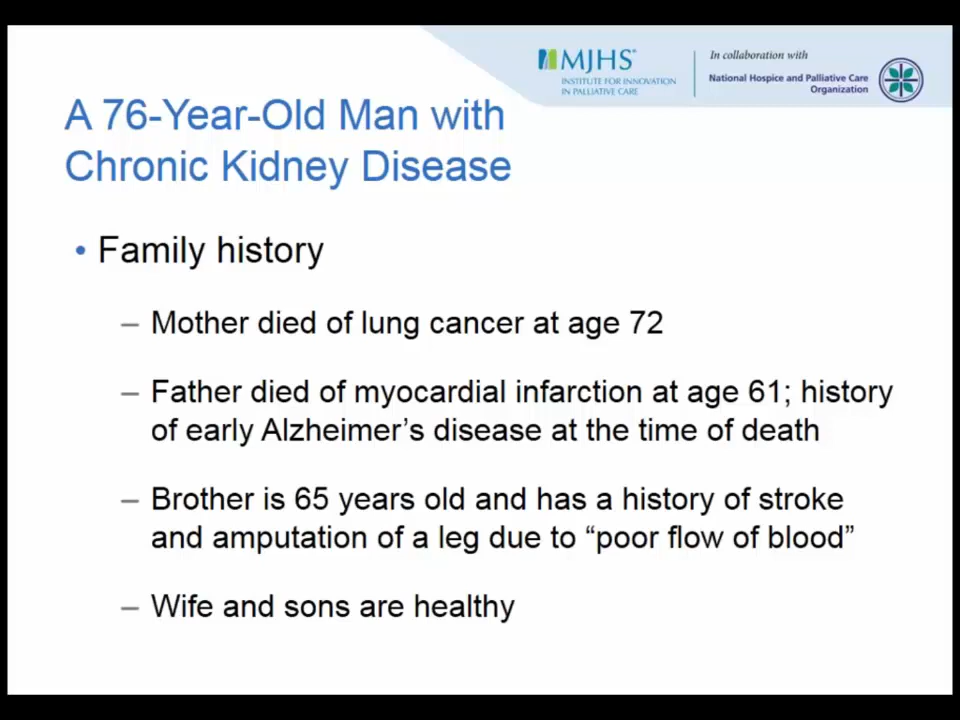 MJHS®
INSTITUTE FOR INNOVATION
IN PALLIATIVE CARE
In collaboration with
National Hospice and Palliative Care
Organization
A 76-Year-Old Man with
Chronic Kidney Disease
• Family history
– Mother died of lung cancer at age 72
– Father died of myocardial infarction at age 61; history
of early Alzheimer’s disease at the time of death
– Brother is 65 years old and has a history of stroke
and amputation of a leg due to “poor flow of blood”
– Wife and sons are healthy